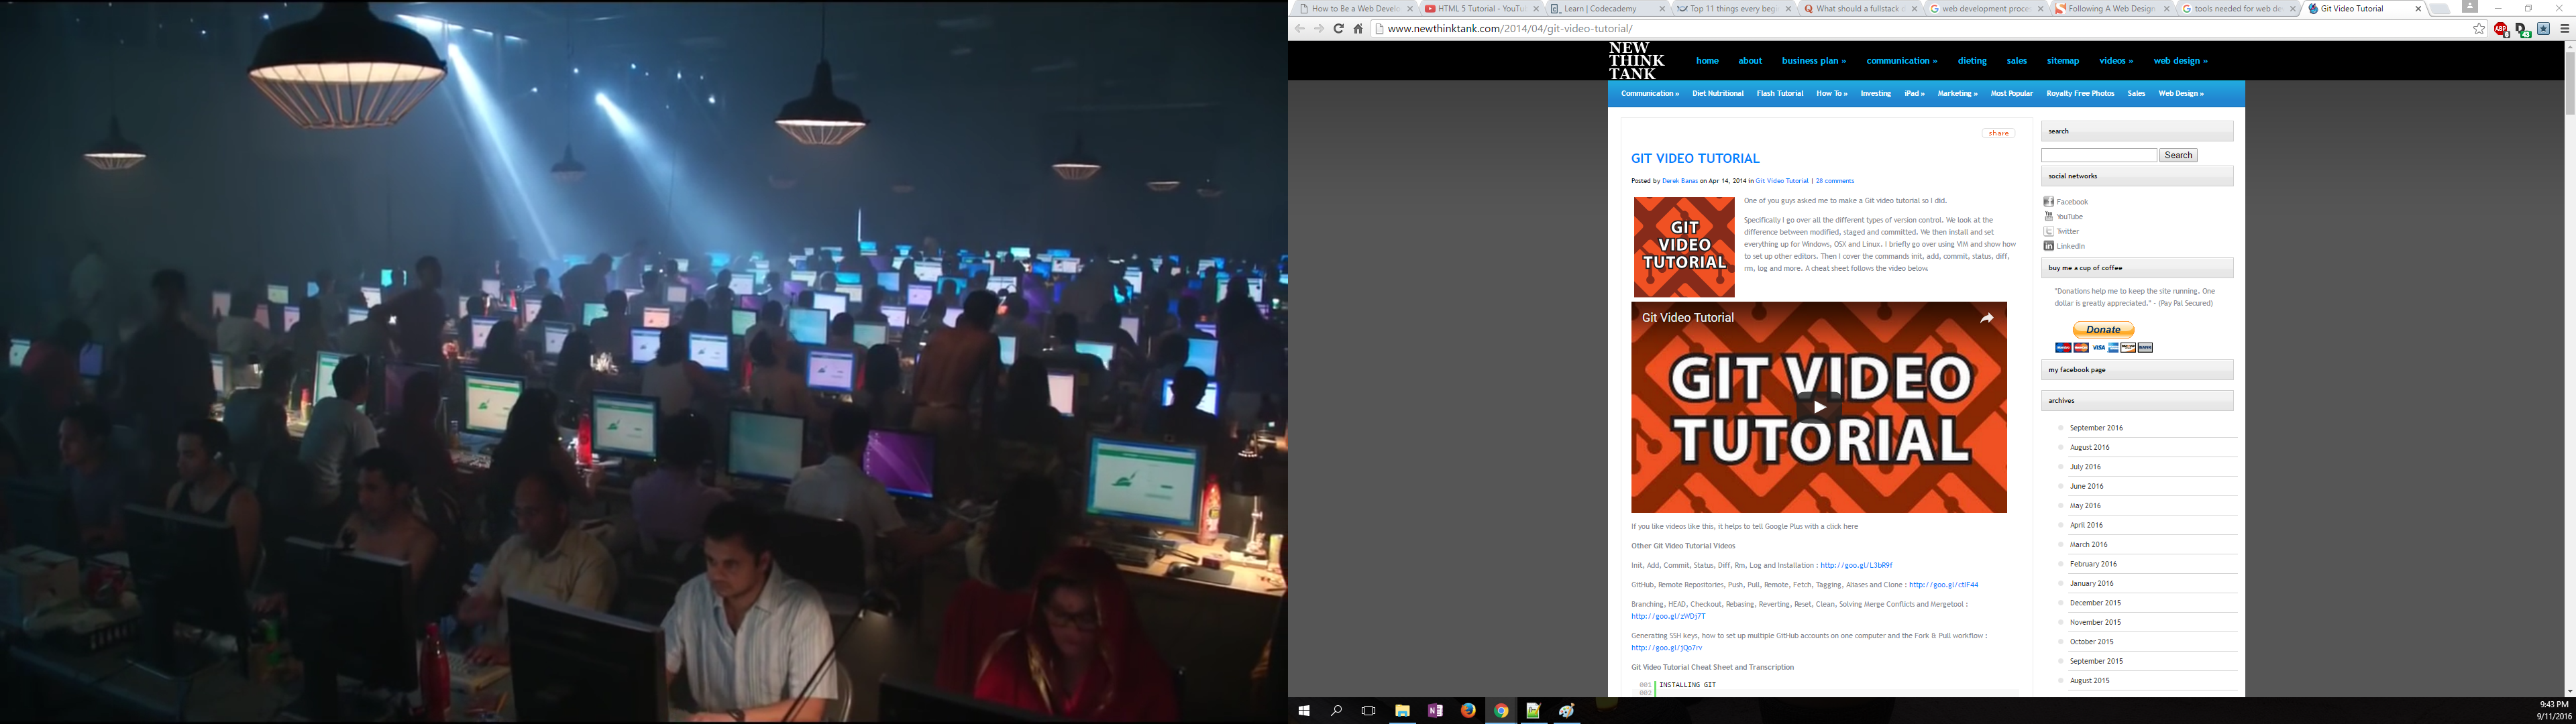 How to Be a Web Develo
HTML 5 Tutorial - YouTu
Learn | Codecademy
Top 11 things every begi
What should a fullstack d
web development proce
Following A Web Design
tools needed for web de
Git Video Tutorial
www.newthinktank.com/2014/04/git-video-tutorial/
NEW
THINK
TANK
home about business plan » communication » dieting sales sitemap videos » web design »
Communication » Diet Nutritional Flash Tutorial How To » Investing iPad » Marketing » Most Popular Royalty Free Photos Sales Web Design »
share
GIT VIDEO TUTORIAL
Posted by Derek Banas on Apr 14, 2014 in Git Video Tutorial | 28 comments
GIT
VIDEO
TUTORIAL
One of you guys asked me to make a Git video tutorial so I did.
Specifically I go over all the different types of version control. We look at the
difference between modified, staged and committed. We then install and set
everything up for Windows, OSX and Linux. I briefly go over using VIM and show how
to set up other editors. Then I cover the commands init, add, commit, status, diff,
rm, log and more. A cheat sheet follows the video below.
Git Video Tutorial
GIT VIDEO
TUTORIAL
If you like videos like this, it helps to tell Google Plus with a click here
Other Git Video Tutorial Videos
Init, Add, Commit, Status, Diff, Rm, Log and Installation : http://goo.gl/L3bR9f
GitHub, Remote Repositories, Push, Pull, Remote, Fetch, Tagging, Aliases and Clone : http://goo.gl/ctIF44
Branching, HEAD, Checkout, Rebasing, Reverting, Reset, Clean, Solving Merge Conflicts and Mergetool :
http://goo.gl/zWDj7T
Generating SSH keys, how to set up multiple GitHub accounts on one computer and the Fork & Pull workflow :
http://goo.gl/jQo7rv
Git Video Tutorial Cheat Sheet and Transcription
001 INSTALLING GIT
002
search
Search
social networks
Facebook
YouTube
Twitter
LinkedIn
buy me a cup of coffee
"Donations help me to keep the site running. One
dollar is greatly appreciated." - (Pay Pal Secured)
Donate
VISA
my facebook page
archives
September 2016
August 2016
July 2016
June 2016
May 2016
April 2016
March 2016
February 2016
January 2016
December 2015
November 2015
October 2015
September 2015
August 2015
9:43 PM
9/11/2016